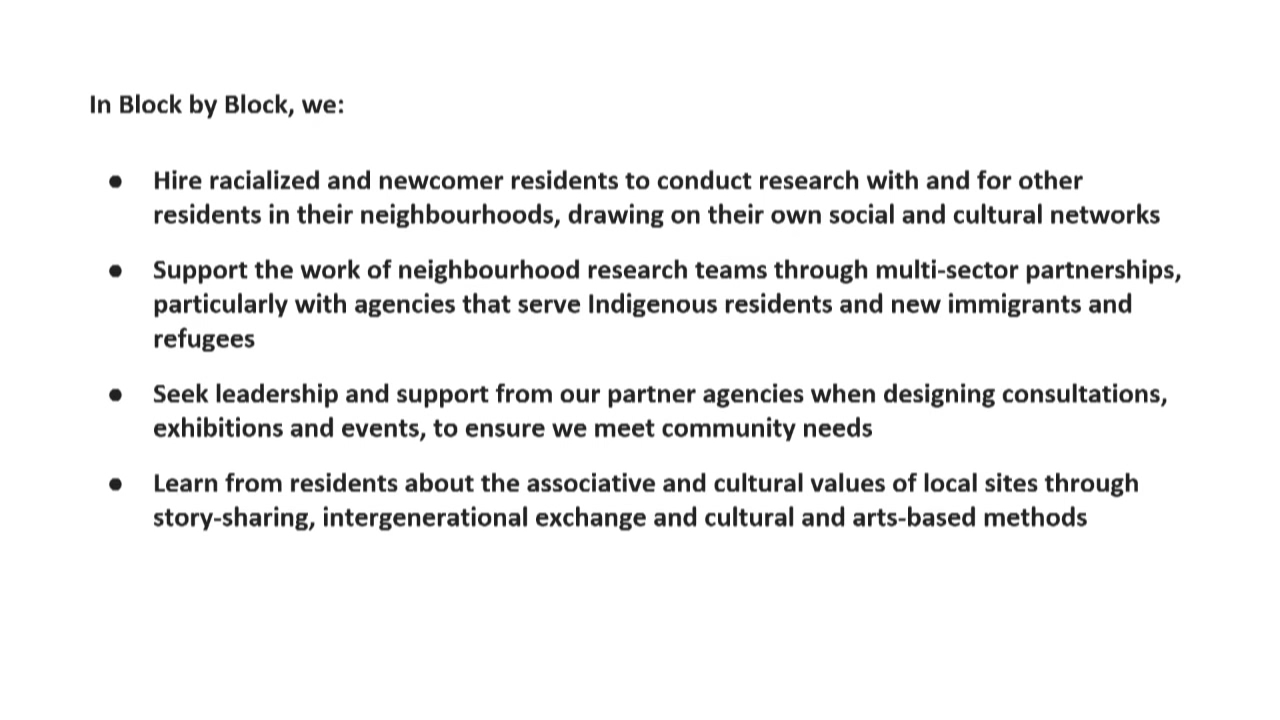 In Block by Block, we:
● Hire racialized and newcomer residents to conduct research with and for other
residents in their neighbourhoods, drawing on their own social and cultural networks
● Support the work of neighbourhood research teams through multi-sector partnerships,
particularly with agencies that serve Indigenous residents and new immigrants and
refugees
● Seek leadership and support from our partner agencies when designing consultations,
exhibitions and events, to ensure we meet community needs
● Learn from residents about the associative and cultural values of local sites through
story-sharing, intergenerational exchange and cultural and arts-based methods